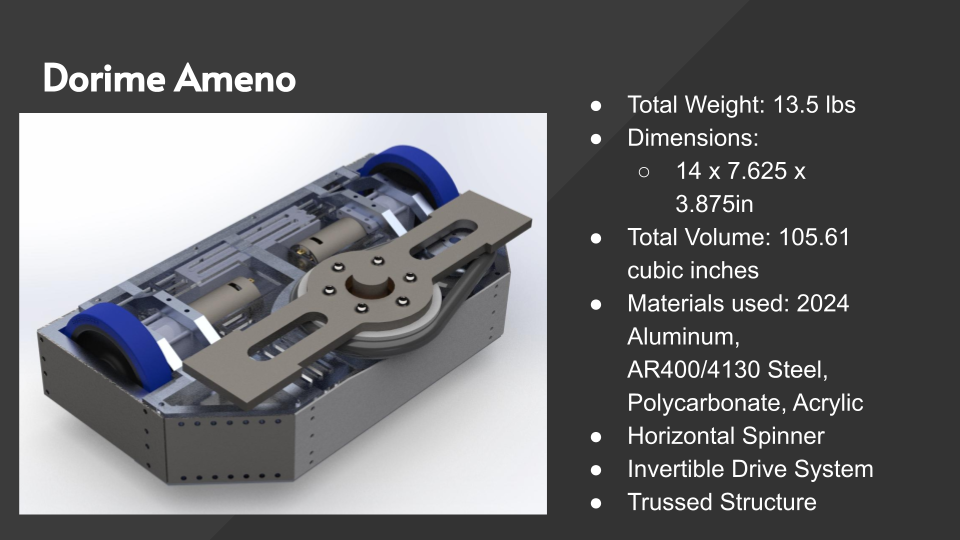 Dorime Ameno
● Total Weight: 13.5 lbs
● Dimensions:
○ 14 x 7.625 x
3.875in
● Total Volume: 105.61
cubic inches
● Materials used: 2024
Aluminum,
AR400/4130 Steel,
Polycarbonate, Acrylic
● Horizontal Spinner
● Invertible Drive System
● Trussed Structure